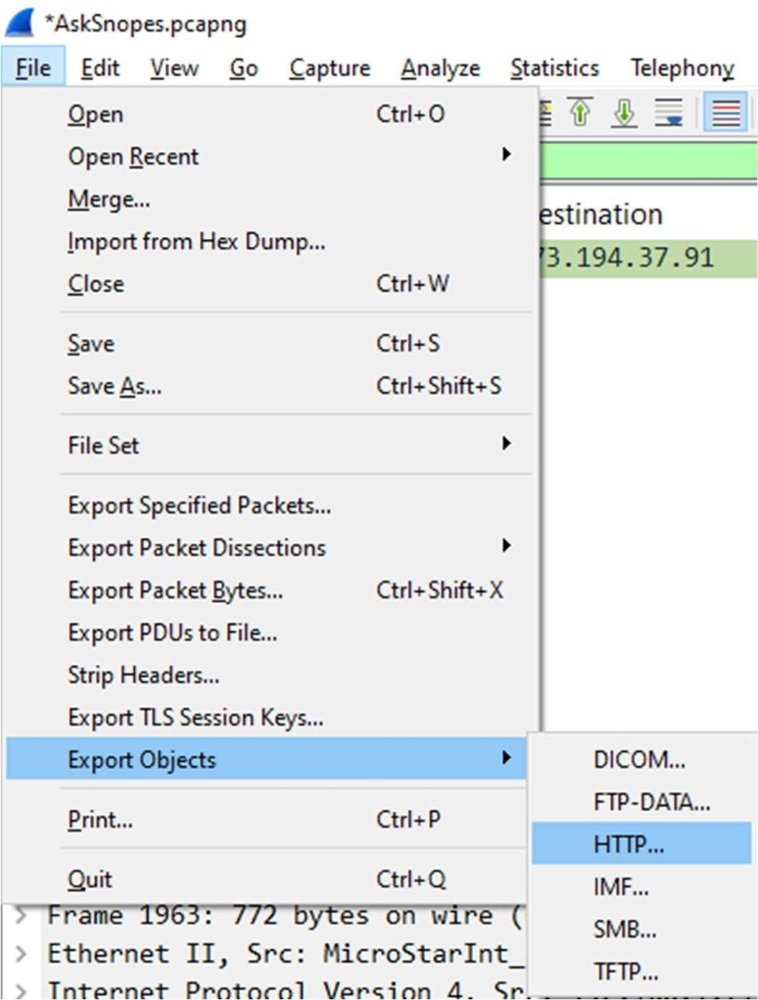 *AskSnopes.pcapng
File Edit View Go Capture Analyze Statistics Telephony
Open Ctrl+O
Open Recent
Merge...
Import from Hex Dump...
Close Ctrl+W
Save Ctrl+S
Save As... Ctrl+Shift+S
File Set
Export Specified Packets...
Export Packet Dissections
Export Packet Bytes... Ctrl+Shift+X
Export PDUs to File...
Strip Headers...
Export TLS Session Keys...
Export Objects
Print... Ctrl+P
Quit Ctrl+Q
estination
73.194.37.91
DICOM...
FTP-DATA...
HTTP...
IMF...
SMB...
TFTP...
Frame 1963: 772 bytes on wire (
Ethernet II, Src: MicroStarInt_
Internet Protocol Version 4, Sr